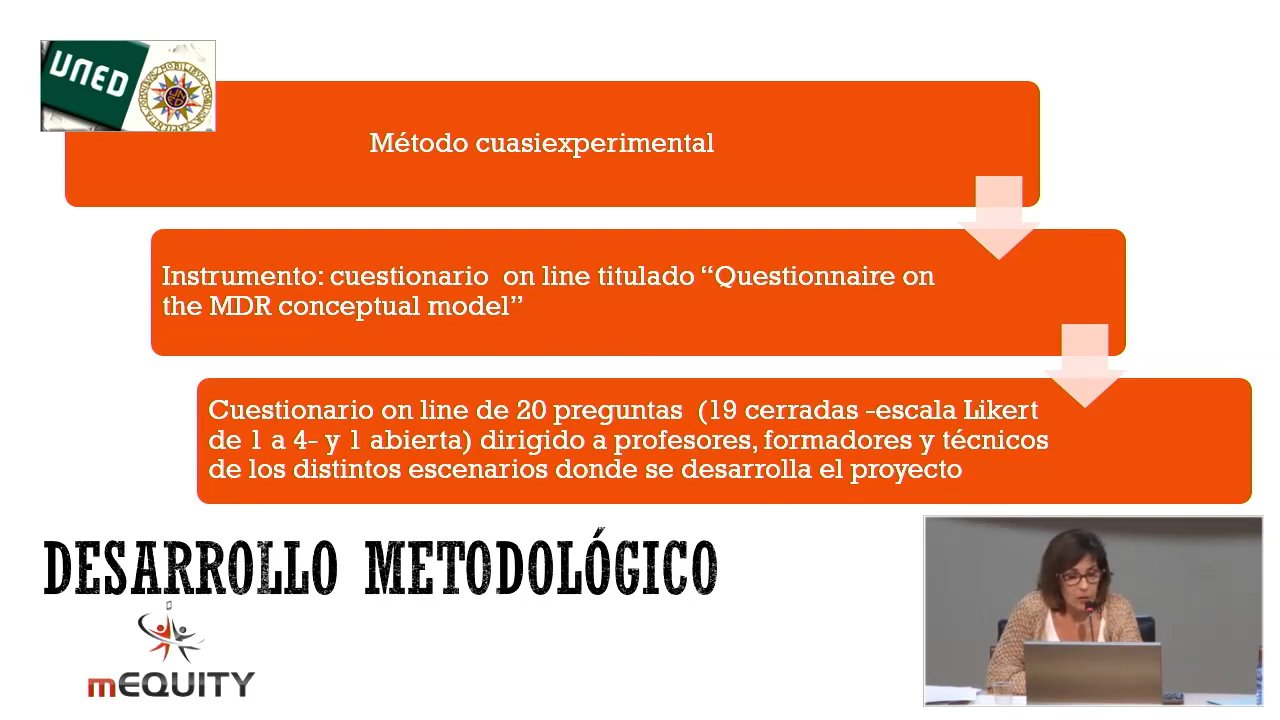 UNED
Método cuasiexperimental
Instrumento: cuestionario on line titulado “Questionnaire on
the MDR conceptual model”
Cuestionario on line de 20 preguntas (19 cerradas -escala Likert
de 1 a 4- y 1 abierta) dirigido a profesores, formadores y técnicos
de los distintos escenarios donde se desarrolla el proyecto
DESARROLLO METODOLÓGICO
mEQUITY